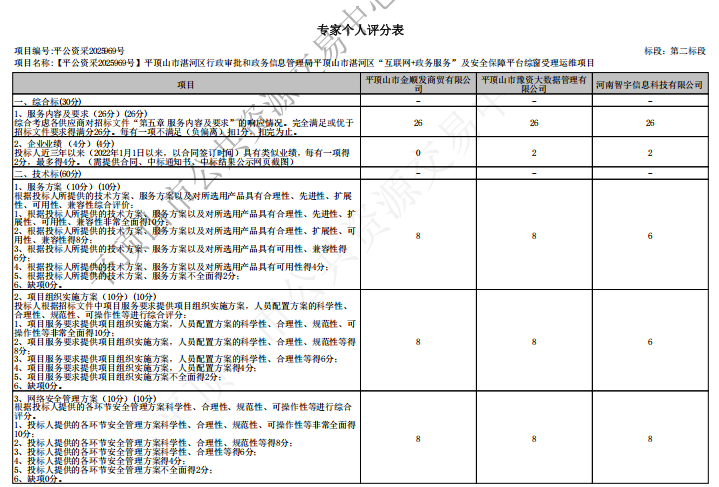 专家个人评分表
项目编号:平公资采2025969号
标段: 第二标段
项目名称:【平公资采2025969号】平顶山市湛河区行政审批和政务信息管理局平顶山市湛河区“互联网+政务服务”及安全保障平台综窗受理运维项目
项目
平顶山市金顺发商贸有限公
司
平顶山市豫资大数据管理有
限公司
河南智宇信息科技有限公司
一、综合标(30分)
-
-
-
1、服务内容及要求（26分）(26分)
综合考虑各供应商对招标文件“第五章 服务内容及要求”的响应情况。完全满足或优于
招标文件要求得满分26分。每有一项不满足（负偏离）扣1分，扣完为止。
26
26
26
2、企业业绩 （4分） (4分)
投标人近三年以来（2022年1月1日以来，以合同签订时间）具有类似业绩，每有一项得
2分，最多得4分。（需提供合同、中标通知书、中标结果公示网页截图）
0
2
2
二、技术标(60分)
-
-
-
1、服务方案（10分）(10分)
根据投标人所提供的技术方案、服务方案以及对所选用产品具有合理性、先进性、扩展
性、可用性、兼容性综合评价:
1、根据投标人所提供的技术方案、服务方案以及对所选用产品具有合理性、先进性、扩
展性、可用性、兼容性非常全面得10分；
2、根据投标人所提供的技术方案、服务方案以及对所选用产品具有合理性、扩展性、可
用性、兼容性得8分；
3、根据投标人所提供的技术方案、服务方案以及对所选用产品具有可用性、兼容性得
6分；
4、根据投标人所提供的技术方案、服务方案以及对所选用产品具有可用性得4分；
5、根据投标人所提供的技术方案、服务方案不全面得2分；
6、缺项0分。
8
8
6
2、项目组织实施方案（10分）(10分)
投标人根据招标文件中项目服务要求提供项目组织实施方案，人员配置方案的科学性、
合理性、规范性、可操作性等进行综合评分:
1、项目服务要求提供项目组织实施方案，人员配置方案的科学性、合理性、规范性、可
操作性等非常全面得10分；
2、项目服务要求提供项目组织实施方案，人员配置方案的科学性、合理性、规范性等得
8分；
3、项目服务要求提供项目组织实施方案，人员配置方案的科学性、合理性等得6分；
4、项目服务要求提供项目组织实施方案，人员配置方案得4分；
5、项目服务要求提供项目组织实施方案不全面得2分；
6、缺项0分。
8
8
6
3、网络安全管理方案（10分）(10分)
根据投标人提供的各环节安全管理方案科学性、合理性、规范性、可操作性等进行综合
评分。
1、投标人提供的各环节安全管理方案科学性、合理性、规范性、可操作性等非常全面得
10分；
2、投标人提供的各环节安全管理方案科学性、合理性、规范性等得8分；
3、投标人提供的各环节安全管理方案科学性、合理性等得6分；
4、投标人提供的各环节安全管理方案得4分；
5、投标人提供的各环节安全管理方案不全面得2分；
6、缺项0分。
8
8
8